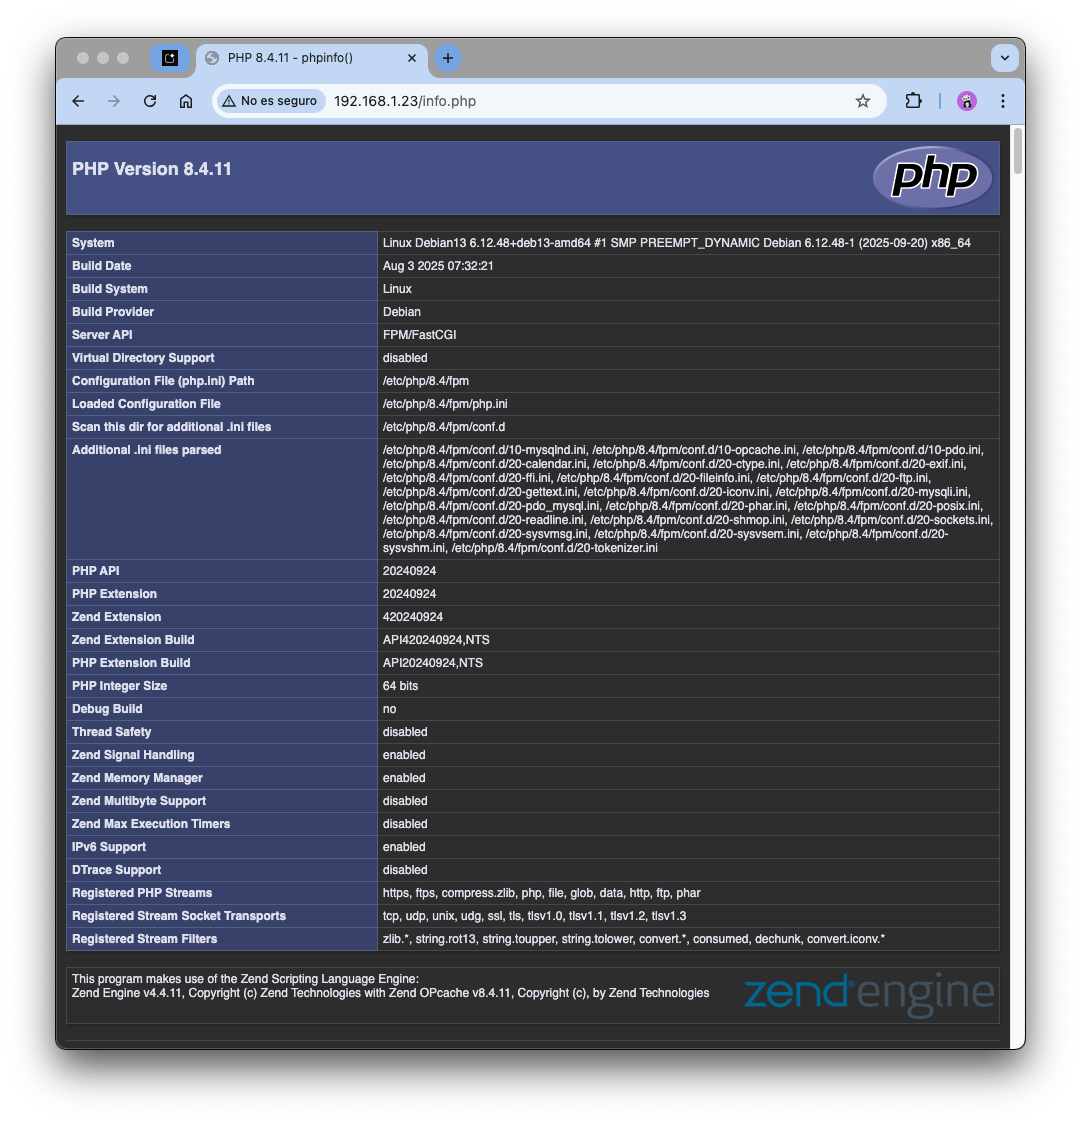 PHP 8.4.11 - phpinfo()
No es seguro
192.168.1.23/info.php
PHP Version 8.4.11
php
System Linux Debian13 6.12.48+deb13-amd64 #1 SMP PREEMPT_DYNAMIC Debian 6.12.48-1 (2025-09-20) x86_64
Build Date Aug 3 2025 07:32:21
Build System Linux
Build Provider Debian
Server API FPM/FastCGI
Virtual Directory Support disabled
Configuration File (php.ini) Path /etc/php/8.4/fpm
Loaded Configuration File /etc/php/8.4/fpm/php.ini
Scan this dir for additional .ini files /etc/php/8.4/fpm/conf.d
Additional .ini files parsed /etc/php/8.4/fpm/conf.d/10-mysqlnd.ini, /etc/php/8.4/fpm/conf.d/10-opcache.ini, /etc/php/8.4/fpm/conf.d/10-pdo.ini,
/etc/php/8.4/fpm/conf.d/20-calendar.ini, /etc/php/8.4/fpm/conf.d/20-ctype.ini, /etc/php/8.4/fpm/conf.d/20-exif.ini,
/etc/php/8.4/fpm/conf.d/20-ffi.ini, /etc/php/8.4/fpm/conf.d/20-fileinfo.ini, /etc/php/8.4/fpm/conf.d/20-ftp.ini,
/etc/php/8.4/fpm/conf.d/20-gettext.ini, /etc/php/8.4/fpm/conf.d/20-iconv.ini, /etc/php/8.4/fpm/conf.d/20-mysqli.ini,
/etc/php/8.4/fpm/conf.d/20-pdo_mysql.ini, /etc/php/8.4/fpm/conf.d/20-phar.ini, /etc/php/8.4/fpm/conf.d/20-posix.ini,
/etc/php/8.4/fpm/conf.d/20-readline.ini, /etc/php/8.4/fpm/conf.d/20-shmop.ini, /etc/php/8.4/fpm/conf.d/20-sockets.ini,
/etc/php/8.4/fpm/conf.d/20-sysvmsg.ini, /etc/php/8.4/fpm/conf.d/20-sysvsem.ini, /etc/php/8.4/fpm/conf.d/20-
sysvshm.ini, /etc/php/8.4/fpm/conf.d/20-tokenizer.ini
PHP API 20240924
PHP Extension 20240924
Zend Extension 420240924
Zend Extension Build API420240924,NTS
PHP Extension Build API20240924,NTS
PHP Integer Size 64 bits
Debug Build no
Thread Safety disabled
Zend Signal Handling enabled
Zend Memory Manager enabled
Zend Multibyte Support disabled
Zend Max Execution Timers disabled
IPv6 Support enabled
DTrace Support disabled
Registered PHP Streams https, ftps, compress.zlib, php, file, glob, data, http, ftp, phar
Registered Stream Socket Transports tcp, udp, unix, udg, ssl, tls, tlsv1.0, tlsv1.1, tlsv1.2, tlsv1.3
Registered Stream Filters zlib.*, string.rot13, string.toupper, string.tolower, convert.*, consumed, dechunk, convert.iconv.*
This program makes use of the Zend Scripting Language Engine:
Zend Engine v4.4.11, Copyright (c) Zend Technologies with Zend OPcache v8.4.11, Copyright (c), by Zend Technologies
zend engine